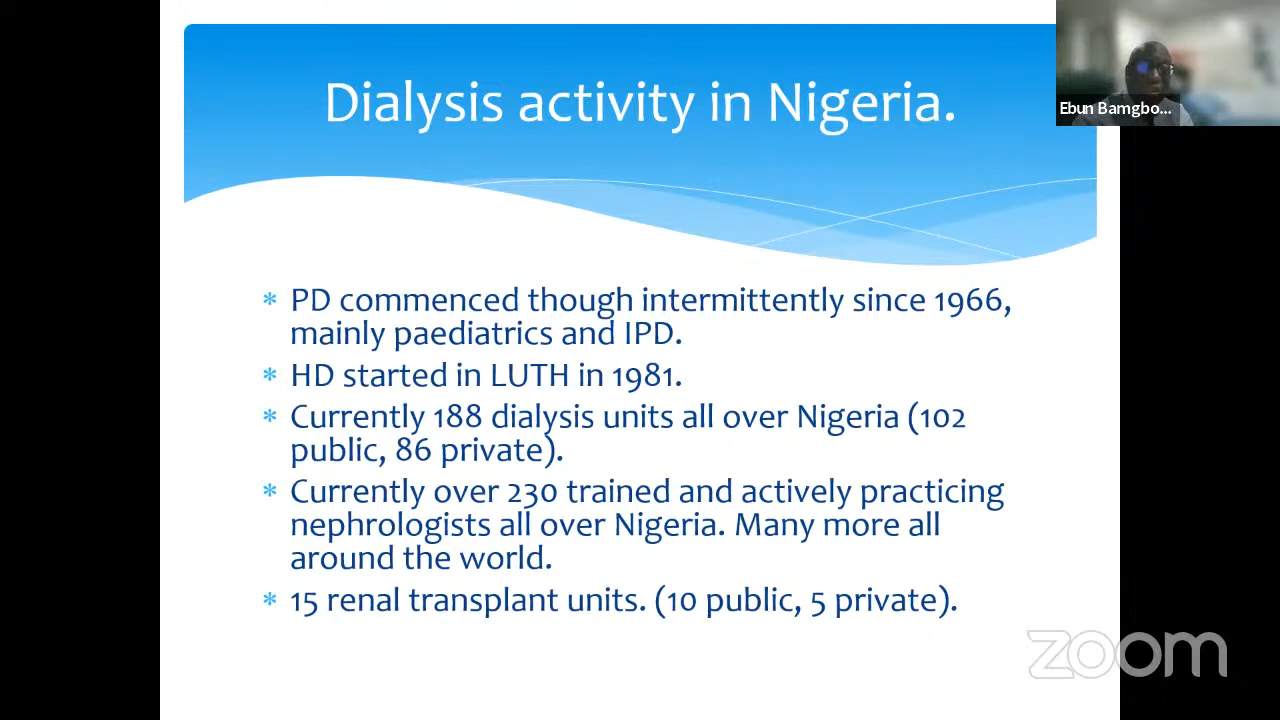 Dialysis activity in Nigeria.
Ebun Bamgbo...
* PD commenced though intermittently since 1966,
mainly paediatrics and IPD.
* HD started in LUTH in 1981.
* Currently 188 dialysis units all over Nigeria (102
public, 86 private).
* Currently over 230 trained and actively practicing
nephrologists all over Nigeria. Many more all
around the world.
* 15 renal transplant units. (10 public, 5 private).
zoom